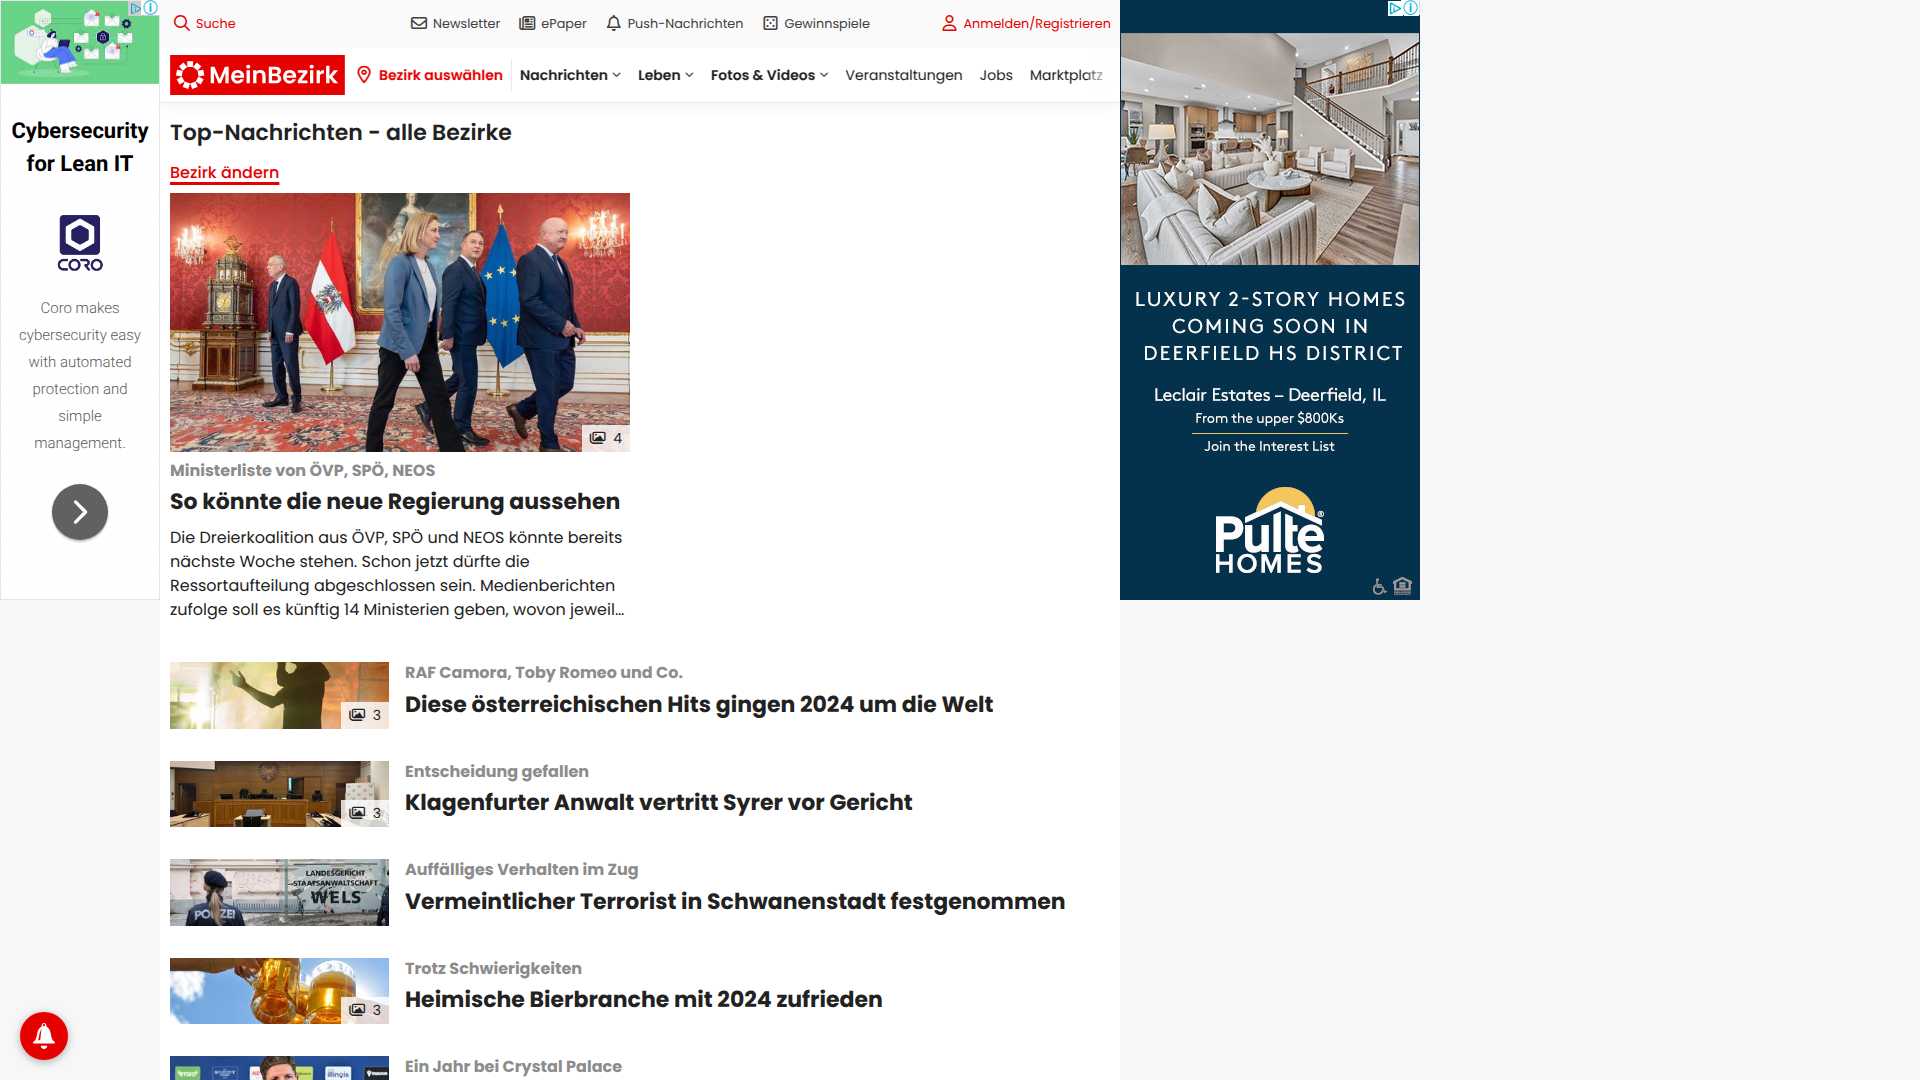 Suche
Newsletter
ePaper
Push-Nachrichten
Gewinnspiele
Anmelden/Registrieren
MeinBezirk
Bezirk auswählen
Nachrichten
Leben
Fotos & Videos
Veranstaltungen
Jobs
Marktplatz
Cybersecurity
for Lean IT
CORO
Coro makes
cybersecurity easy
with automated
protection and
simple
management.
Top-Nachrichten - alle Bezirke
Bezirk ändern
4
Ministerliste von ÖVP, SPÖ, NEOS
So könnte die neue Regierung aussehen
Die Dreierkoalition aus ÖVP, SPÖ und NEOS könnte bereits
nächste Woche stehen. Schon jetzt dürfte die
Ressortaufteilung abgeschlossen sein. Medienberichten
zufolge soll es künftig 14 Ministerien geben, wovon jeweil...
3
RAF Camora, Toby Romeo und Co.
Diese österreichischen Hits gingen 2024 um die Welt
3
Entscheidung gefallen
Klagenfurter Anwalt vertritt Syrer vor Gericht
LANDESGERICHT
STAATSANWALTSCHAFT
WELS
POLIZEI
Auffälliges Verhalten im Zug
Vermeintlicher Terrorist in Schwanenstadt festgenommen
3
Trotz Schwierigkeiten
Heimische Bierbranche mit 2024 zufrieden
Ein Jahr bei Crystal Palace
LUXURY 2-STORY HOMES
COMING SOON IN
DEERFIELD HS DISTRICT
Leclair Estates – Deerfield, IL
From the upper $800Ks
Join the Interest List
Pulte®
HOMES